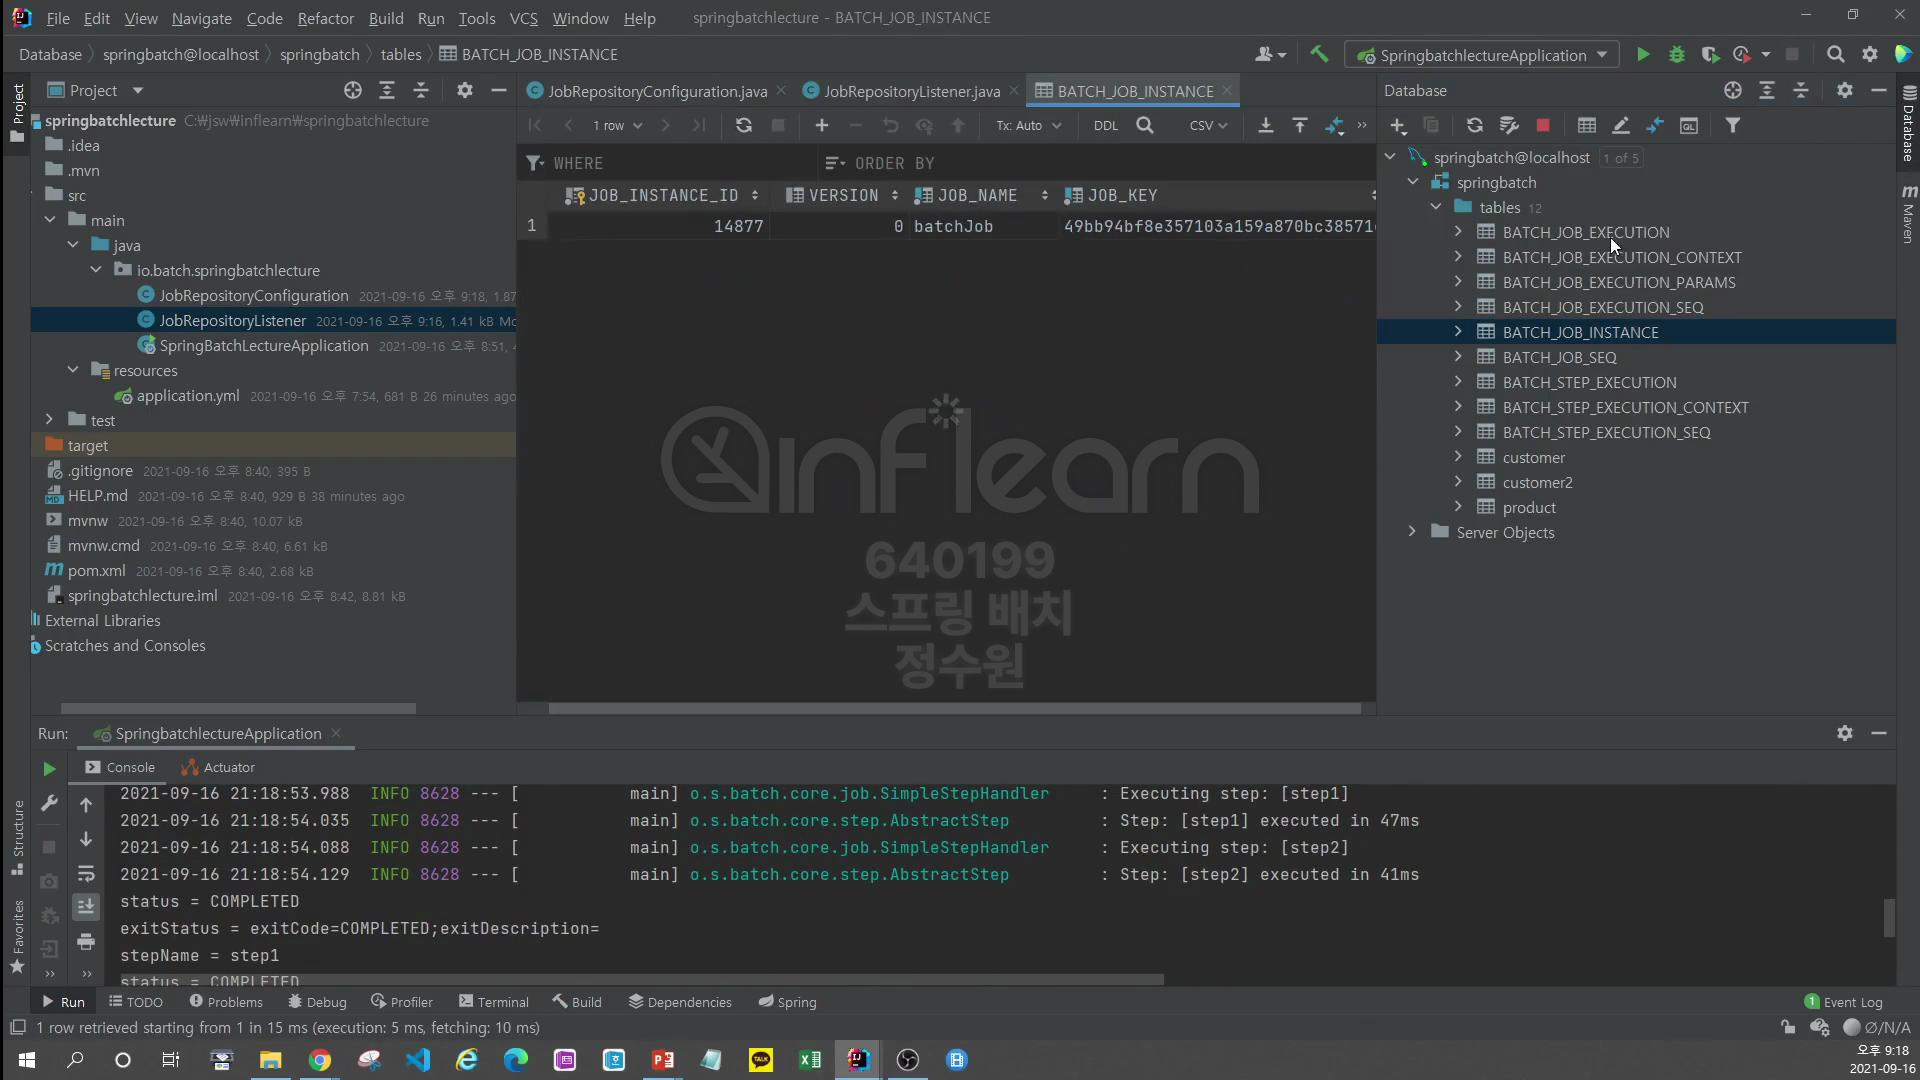 File Edit View Navigate Code Refactor Build Run Tools VCS Window Help springbatchlecture - BATCH_JOB_INSTANCE
Database springbatch@localhost springbatch tables BATCH_JOB_INSTANCE SpringbatchlectureApplication
Project
JobRepositoryConfiguration.java JobRepositoryListener.java BATCH_JOB_INSTANCE
Database
1 row Tx: Auto DDL CSV
WHERE ORDER BY
JOB_INSTANCE_ID VERSION JOB_NAME JOB_KEY
1 14877 0 batchJob 49bb94bf8e357103a159a870bc38571
springbatchlecture C:\jsw\inflearn\springbatchlecture
.idea
.mvn
src
main
java
io.batch.springbatchlecture
JobRepositoryConfiguration 2021-09-16 오후 9:18, 1.87
JobRepositoryListener 2021-09-16 오후 9:16, 1.41 kB Mo
SpringBatchLectureApplication 2021-09-16 오후 8:51, 4
resources
application.yml 2021-09-16 오후 7:54, 681 B 26 minutes ago
test
target
.gitignore 2021-09-16 오후 8:40, 395 B
HELP.md 2021-09-16 오후 8:40, 929 B 38 minutes ago
mvnw 2021-09-16 오후 8:40, 10.07 kB
mvnw.cmd 2021-09-16 오후 8:40, 6.61 kB
pom.xml 2021-09-16 오후 8:40, 2.68 kB
springbatchlecture.iml 2021-09-16 오후 8:42, 8.81 kB
External Libraries
Scratches and Consoles
inflearn
640199
스프링 배치
정수원
springbatch@localhost 1 of 5
springbatch
tables 12
BATCH_JOB_EXECUTION
BATCH_JOB_EXECUTION_CONTEXT
BATCH_JOB_EXECUTION_PARAMS
BATCH_JOB_EXECUTION_SEQ
BATCH_JOB_INSTANCE
BATCH_JOB_SEQ
BATCH_STEP_EXECUTION
BATCH_STEP_EXECUTION_CONTEXT
BATCH_STEP_EXECUTION_SEQ
customer
customer2
product
Server Objects
Project
Structure
Favorites
Database
Maven
Run: SpringbatchlectureApplication
Console Actuator
2021-09-16 21:18:53.988 INFO 8628 --- [ main] o.s.batch.core.job.SimpleStepHandler : Executing step: [step1]
2021-09-16 21:18:54.035 INFO 8628 --- [ main] o.s.batch.core.step.AbstractStep : Step: [step1] executed in 47ms
2021-09-16 21:18:54.088 INFO 8628 --- [ main] o.s.batch.core.job.SimpleStepHandler : Executing step: [step2]
2021-09-16 21:18:54.129 INFO 8628 --- [ main] o.s.batch.core.step.AbstractStep : Step: [step2] executed in 41ms
status = COMPLETED
exitStatus = exitCode=COMPLETED;exitDescription=
stepName = step1
status = COMPLETED
Run TODO Problems Debug Profiler Terminal Build Dependencies Spring 1 Event Log
1 row retrieved starting from 1 in 15 ms (execution: 5 ms, fetching: 10 ms) Ø/N/A
오후 9:18
2021-09-16